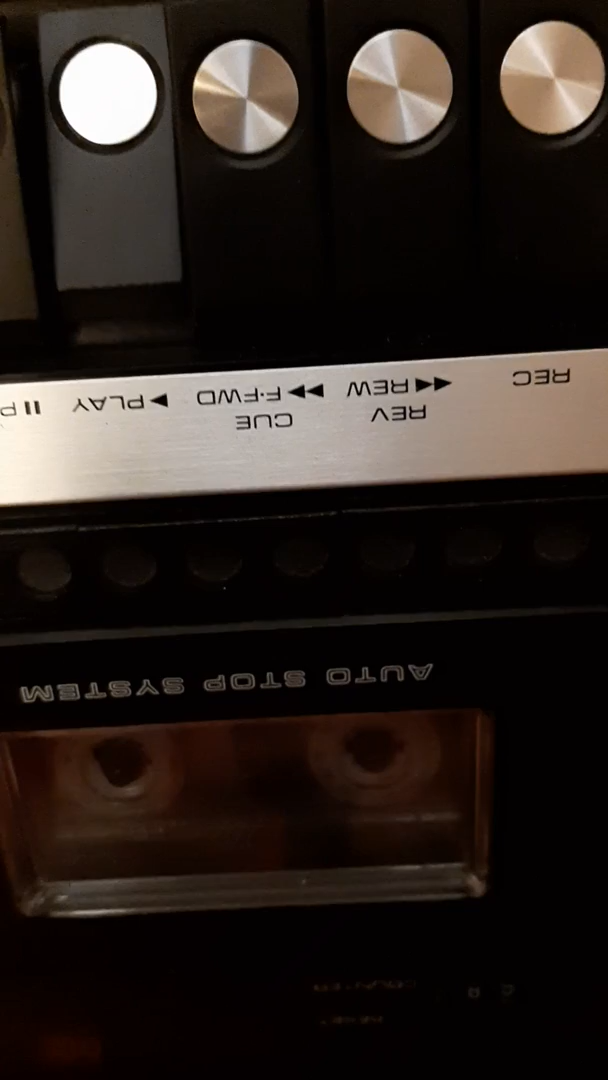 AUTO STOP SYSTEM
REV CUE
REC ◀◀ REW ▶▶ F·FWD ▶ PLAY